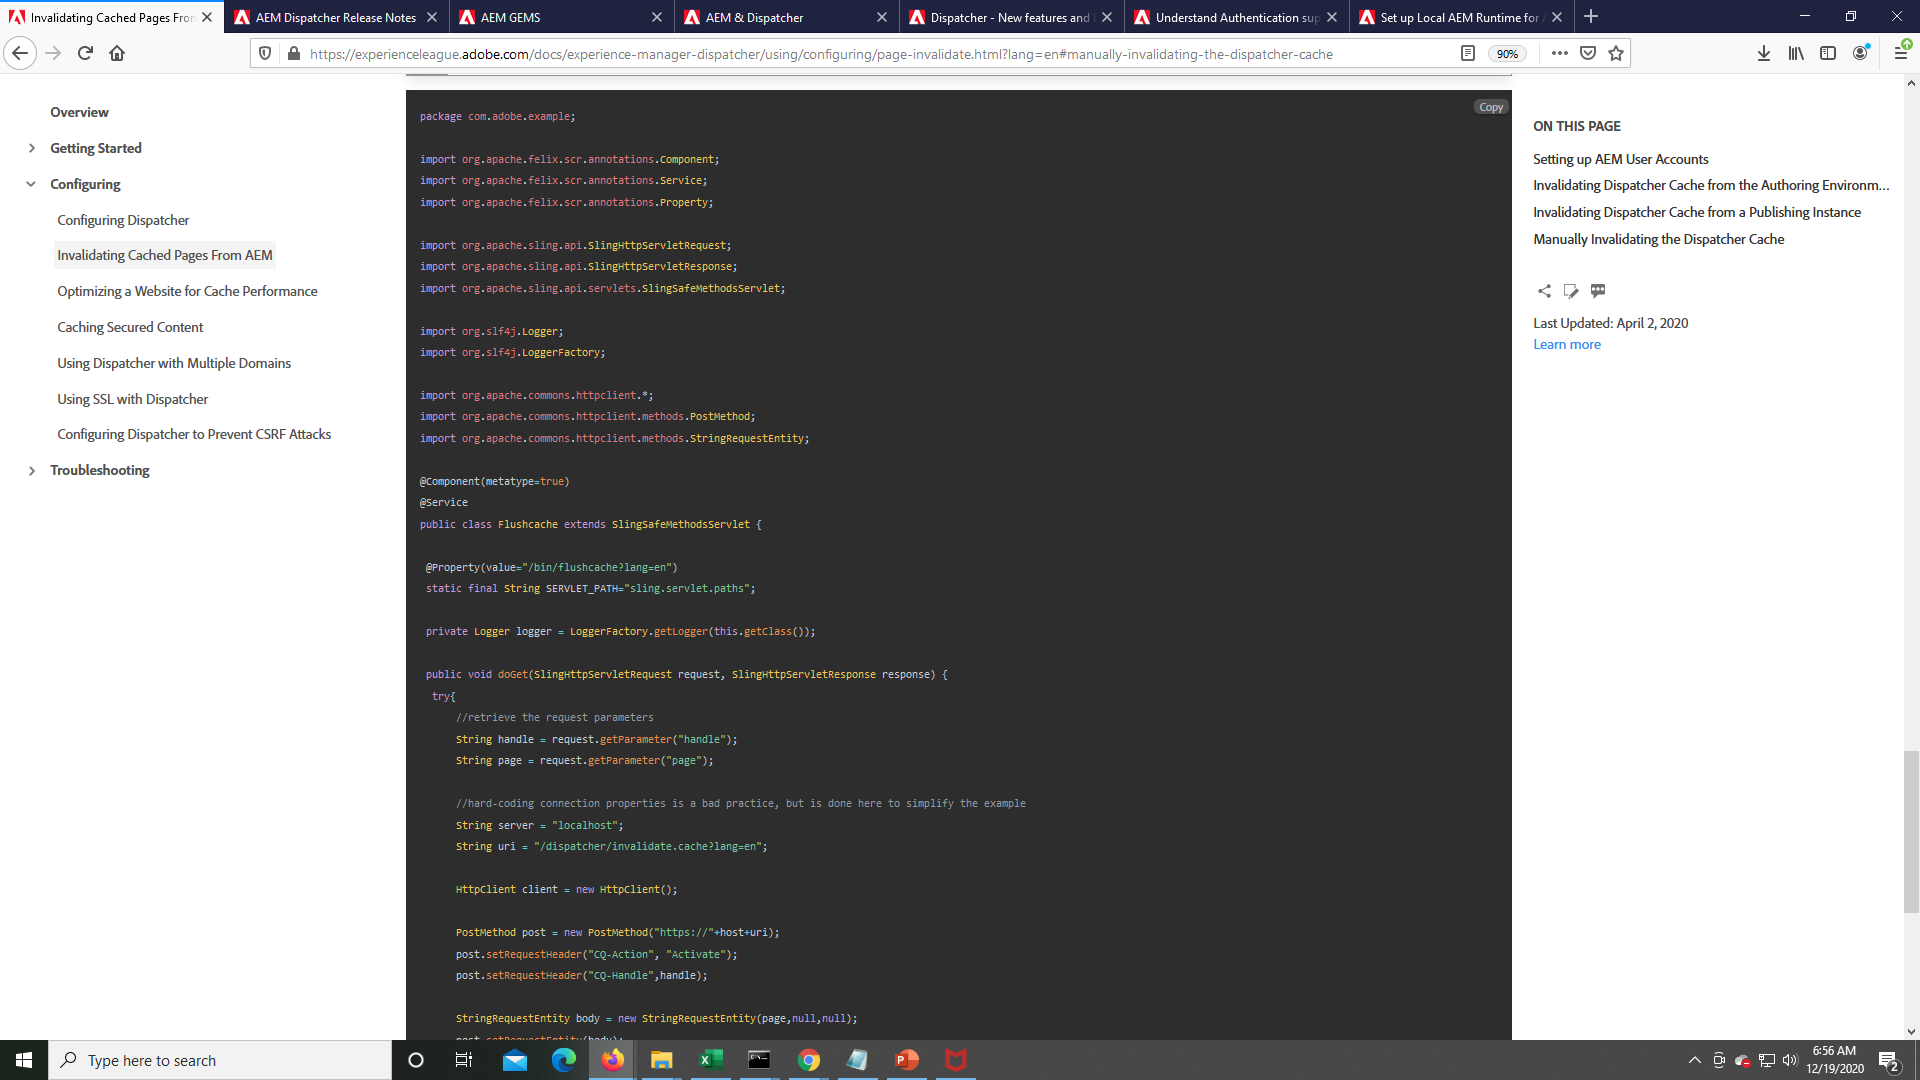 Invalidating Cached Pages From
AEM Dispatcher Release Notes
AEM GEMS
AEM & Dispatcher
Dispatcher - New features and
Understand Authentication sup
Set up Local AEM Runtime for
https://experienceleague.adobe.com/docs/experience-manager-dispatcher/using/configuring/page-invalidate.html?lang=en#manually-invalidating-the-dispatcher-cache
90%
Overview
Getting Started
Configuring
Configuring Dispatcher
Invalidating Cached Pages From AEM
Optimizing a Website for Cache Performance
Caching Secured Content
Using Dispatcher with Multiple Domains
Using SSL with Dispatcher
Configuring Dispatcher to Prevent CSRF Attacks
Troubleshooting
Copy
package com.adobe.example;
import org.apache.felix.scr.annotations.Component;
import org.apache.felix.scr.annotations.Service;
import org.apache.felix.scr.annotations.Property;
import org.apache.sling.api.SlingHttpServletRequest;
import org.apache.sling.api.SlingHttpServletResponse;
import org.apache.sling.api.servlets.SlingSafeMethodsServlet;
import org.slf4j.Logger;
import org.slf4j.LoggerFactory;
import org.apache.commons.httpclient.*;
import org.apache.commons.httpclient.methods.PostMethod;
import org.apache.commons.httpclient.methods.StringRequestEntity;
@Component(metatype=true)
@Service
public class Flushcache extends SlingSafeMethodsServlet {
@Property(value="/bin/flushcache?lang=en")
static final String SERVLET_PATH="sling.servlet.paths";
private Logger logger = LoggerFactory.getLogger(this.getClass());
public void doGet(SlingHttpServletRequest request, SlingHttpServletResponse response) {
try{
//retrieve the request parameters
String handle = request.getParameter("handle");
String page = request.getParameter("page");
//hard-coding connection properties is a bad practice, but is done here to simplify the example
String server = "localhost";
String uri = "/dispatcher/invalidate.cache?lang=en";
HttpClient client = new HttpClient();
PostMethod post = new PostMethod("https://"+host+uri);
post.setRequestHeader("CQ-Action", "Activate");
post.setRequestHeader("CQ-Handle",handle);
StringRequestEntity body = new StringRequestEntity(page,null,null);
post.setRequestEntity(body);
ON THIS PAGE
Setting up AEM User Accounts
Invalidating Dispatcher Cache from the Authoring Environm...
Invalidating Dispatcher Cache from a Publishing Instance
Manually Invalidating the Dispatcher Cache
Last Updated: April 2, 2020
Learn more
Type here to search
6:56 AM
12/19/2020
2